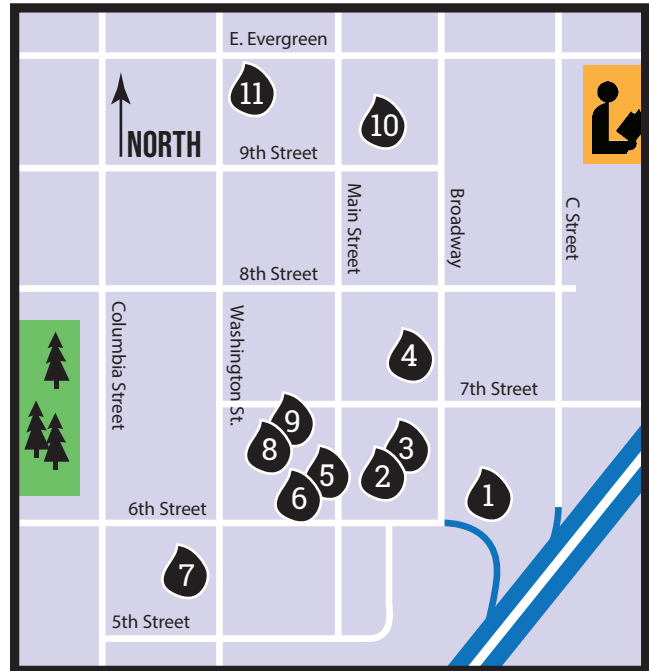 E. Evergreen
11
10
NORTH
9th Street
Main Street
Broadway
C Street
8th Street
Columbia Street
Washington St.
4
7th Street
9
8
3
5
2
6
1
6th Street
7
5th Street